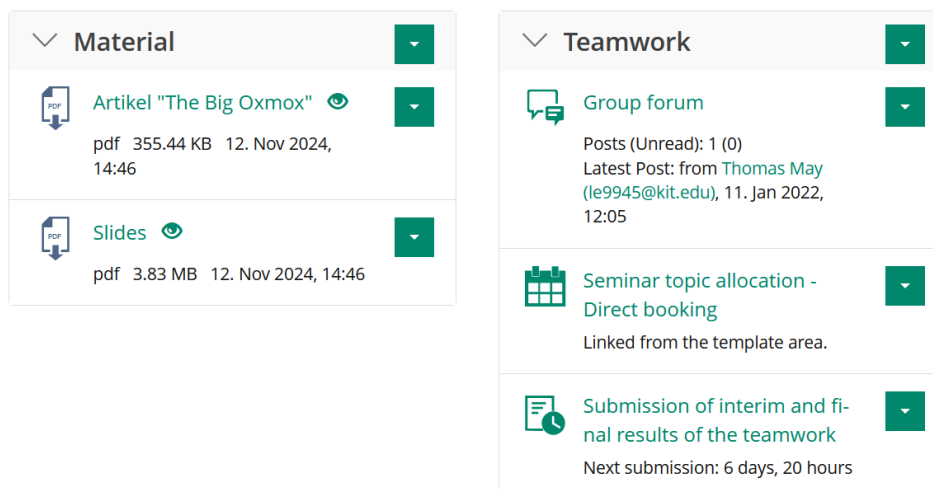 Material
PDF
Artikel "The Big Oxmox"
pdf 355.44 KB 12. Nov 2024,
14:46
PDF
Slides
pdf 3.83 MB 12. Nov 2024, 14:46
Teamwork
Group forum
Posts (Unread): 1 (0)
Latest Post: from Thomas May
(le9945@kit.edu), 11. Jan 2022,
12:05
Seminar topic allocation -
Direct booking
Linked from the template area.
Submission of interim and fi-
nal results of the teamwork
Next submission: 6 days, 20 hours